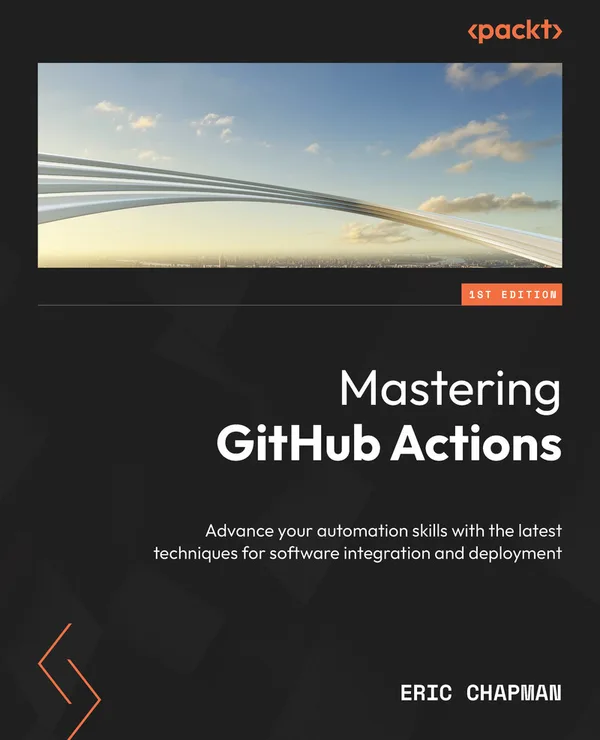 <packt>
1ST EDITION
Mastering
GitHub Actions
Advance your automation skills with the latest
techniques for software integration and deployment
ERIC CHAPMAN